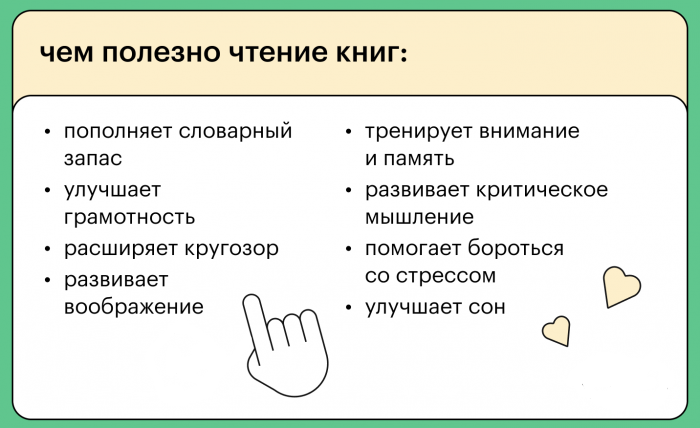 чем полезно чтение книг:
• пополняет словарный
запас
• улучшает
грамотность
• расширяет кругозор
• развивает
воображение
• тренирует внимание
и память
• развивает критическое
мышление
• помогает бороться
со стрессом
• улучшает сон